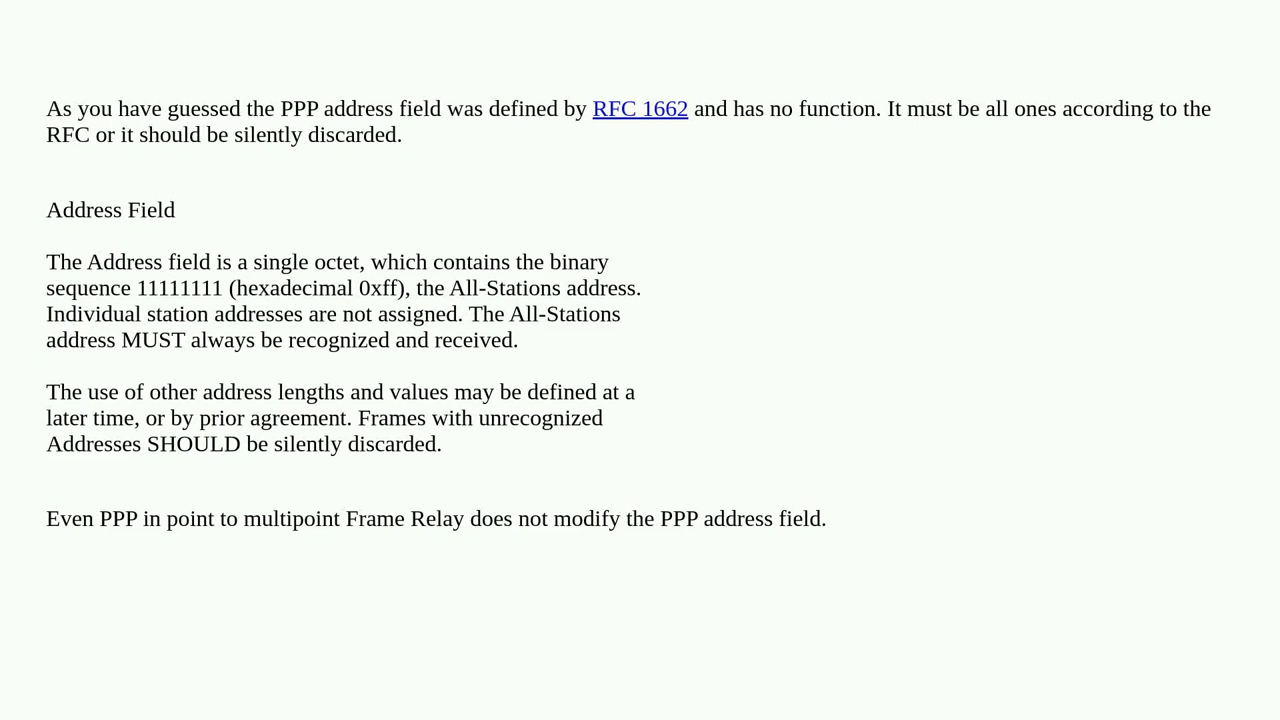 As you have guessed the PPP address field was defined by RFC 1662 and has no function. It must be all ones according to the
RFC or it should be silently discarded.
Address Field
The Address field is a single octet, which contains the binary
sequence 11111111 (hexadecimal 0xff), the All-Stations address.
Individual station addresses are not assigned. The All-Stations
address MUST always be recognized and received.
The use of other address lengths and values may be defined at a
later time, or by prior agreement. Frames with unrecognized
Addresses SHOULD be silently discarded.
Even PPP in point to multipoint Frame Relay does not modify the PPP address field.